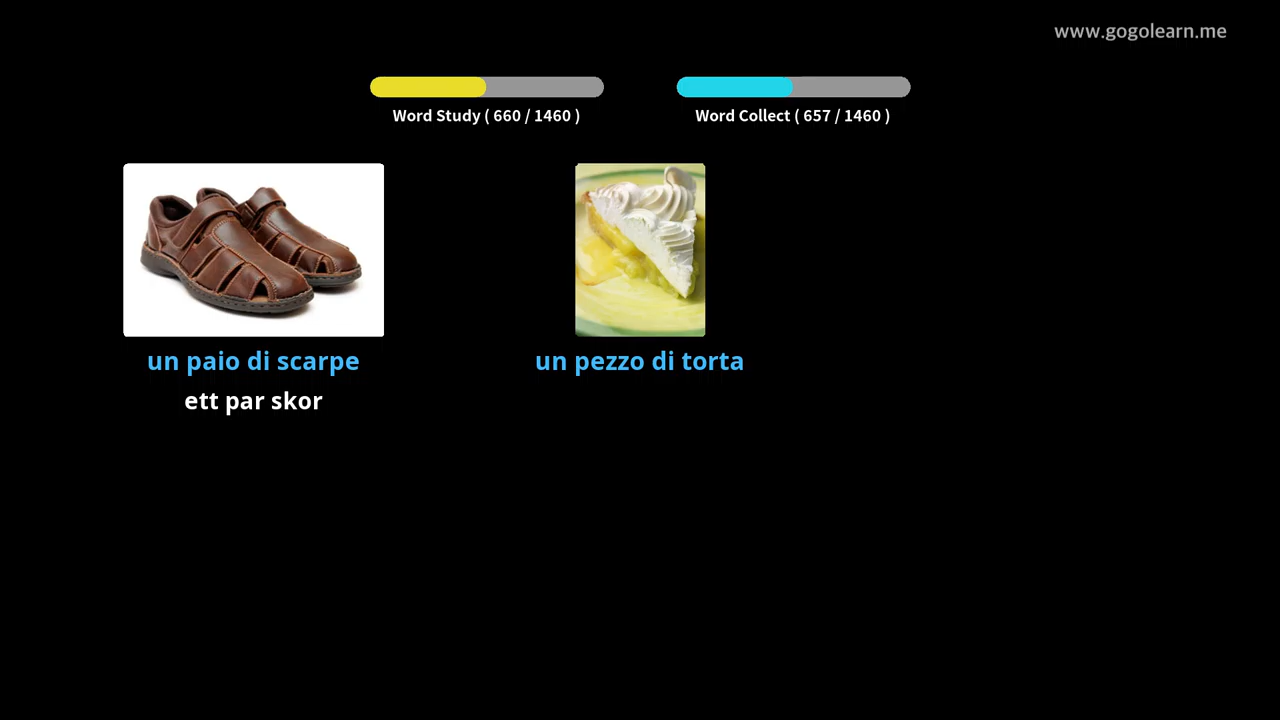 www.gogolearn.me
Word Study ( 660 / 1460 )
Word Collect ( 657 / 1460 )
un paio di scarpe
un pezzo di torta
ett par skor